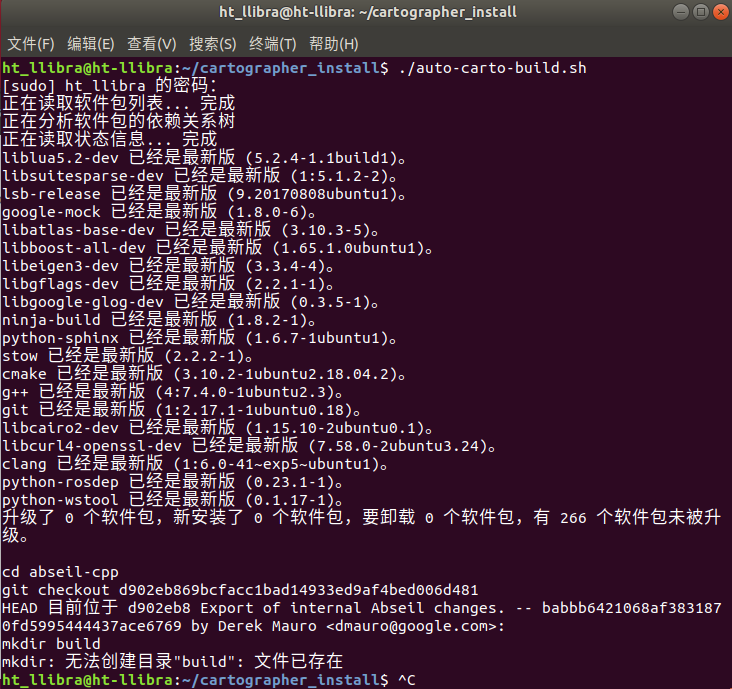 ht_llibra@ht-llibra: ~/cartographer_install
文件(F) 编辑(E) 查看(V) 搜索(S) 终端(T) 帮助(H)
ht_llibra@ht-llibra:~/cartographer_install$ ./auto-carto-build.sh
[sudo] ht_llibra 的密码：
正在读取软件包列表... 完成
正在分析软件包的依赖关系树
正在读取状态信息... 完成
liblua5.2-dev 已经是最新版 (5.2.4-1.1build1)。
libsuitesparse-dev 已经是最新版 (1:5.1.2-2)。
lsb-release 已经是最新版 (9.20170808ubuntu1)。
google-mock 已经是最新版 (1.8.0-6)。
libatlas-base-dev 已经是最新版 (3.10.3-5)。
libboost-all-dev 已经是最新版 (1.65.1.0ubuntu1)。
libeigen3-dev 已经是最新版 (3.3.4-4)。
libgflags-dev 已经是最新版 (2.2.1-1)。
libgoogle-glog-dev 已经是最新版 (0.3.5-1)。
ninja-build 已经是最新版 (1.8.2-1)。
python-sphinx 已经是最新版 (1.6.7-1ubuntu1)。
stow 已经是最新版 (2.2.2-1)。
cmake 已经是最新版 (3.10.2-1ubuntu2.18.04.2)。
g++ 已经是最新版 (4:7.4.0-1ubuntu2.3)。
git 已经是最新版 (1:2.17.1-1ubuntu0.18)。
libcairo2-dev 已经是最新版 (1.15.10-2ubuntu0.1)。
libcurl4-openssl-dev 已经是最新版 (7.58.0-2ubuntu3.24)。
clang 已经是最新版 (1:6.0-41~exp5~ubuntu1)。
python-rosdep 已经是最新版 (0.23.1-1)。
python-wstool 已经是最新版 (0.1.17-1)。
升级了 0 个软件包，新安装了 0 个软件包，要卸载 0 个软件包，有 266 个软件包未被升
级。
cd abseil-cpp
git checkout d902eb869bcfacc1bad14933ed9af4bed006d481
HEAD 目前位于 d902eb8 Export of internal Abseil changes. -- babbb6421068af383187
0fd5995444437ace6769 by Derek Mauro <dmauro@google.com>:
mkdir build
mkdir: 无法创建目录"build": 文件已存在
ht_llibra@ht-llibra:~/cartographer_install$ ^C